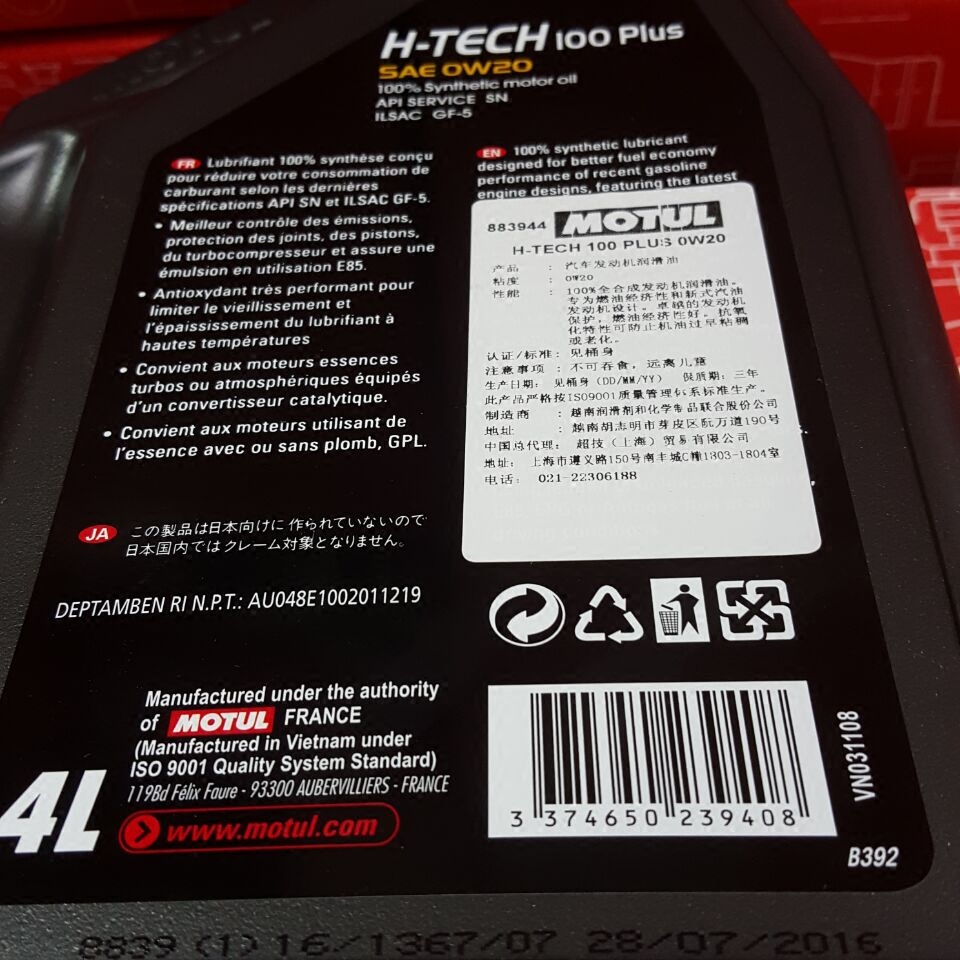 H-TECH 100 Plus
SAE 0W20
100% Synthetic motor oil
API SERVICE SN
ILSAC GF-5
FR Lubrifiant 100% synthèse conçu
pour réduire votre consommation de
carburant selon les dernières
spécifications API SN et ILSAC GF-5.
• Meilleur contrôle des émissions,
protection des joints, des pistons,
du turbocompresseur et assure une
émulsion en utilisation E85.
• Antioxydant très performant pour
limiter le vieillissement et
l'épaississement du lubrifiant à
hautes températures
• Convient aux moteurs essences
turbos ou atmosphériques équipés
d'un convertisseur catalytique.
• Convient aux moteurs utilisant de
l'essence avec ou sans plomb, GPL.
EN 100% synthetic lubricant
designed for better fuel economy
performance of recent gasoline
engine designs, featuring the latest
883944 MOTUL
H-TECH 100 PLUS 0W20
产品 : 汽车发动机润滑油
粘度 : 0W20
性能 : 100%全合成发动机润滑油。
专为燃油经济性和新式汽油
发动机设计。卓越的发动机
保护，燃油经济性好。抗氧
化特性可防止机油过早粘稠
或老化。
认证/标准: 见桶身
注意事项 : 不可吞食，远离儿童
生产日期: 见桶身 (DD/MM/YY) 保质期: 三年
此产品严格按ISO9001质量管理体系标准生产。
制造商 : 越南润滑剂和化学制品联合股份公司
地址 : 越南胡志明市芽皮区阮万道190号
中国总代理: 超技（上海）贸易有限公司
地址: 上海市遵义路150号南丰城C幢1803-1804室
电话: 021-22306188
JA この製品は日本向けに作られていないので
日本国内ではクレーム対象となりません。
DEPTAMBEN RI N.P.T.: AU048E1002011219
Manufactured under the authority
of MOTUL FRANCE
(Manufactured in Vietnam under
ISO 9001 Quality System Standard)
119Bd Félix Faure - 93300 AUBERVILLIERS - FRANCE
4L
www.motul.com
3 374650 239408
VN031108
B392
8839 (1) 16/1367/07 28/07/2016